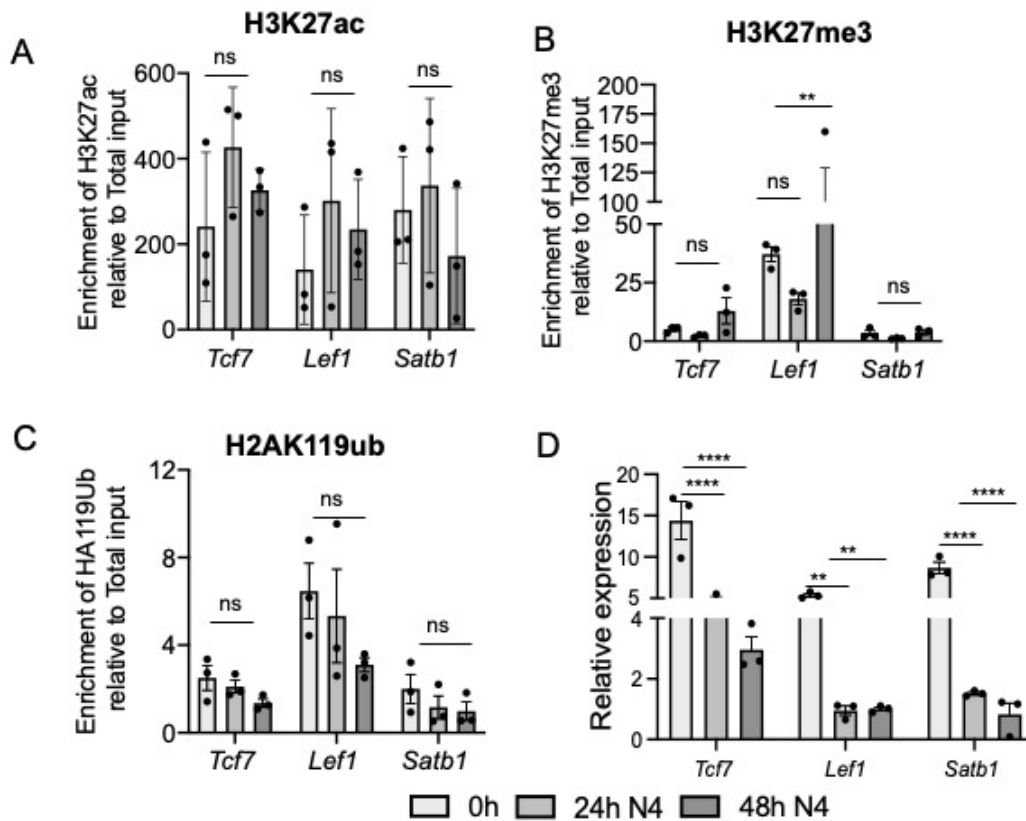 A
H3K27ac
Enrichment of H3K27ac
relative to Total input
600
400
200
0
ns
ns
ns
Tcf7
Lef1
Satb1
B
H3K27me3
Enrichment of H3K27me3
relative to Total input
200
175
150
125
100
50
25
0
ns
ns
**
ns
Tcf7
Lef1
Satb1
C
H2AK119ub
Enrichment of HA119Ub
relative to Total input
12
8
4
0
ns
ns
ns
Tcf7
Lef1
Satb1
D
Relative expression
20
15
10
5
4
2
0
****
****
**
**
****
****
Tcf7
Lef1
Satb1
0h
24h N4
48h N4